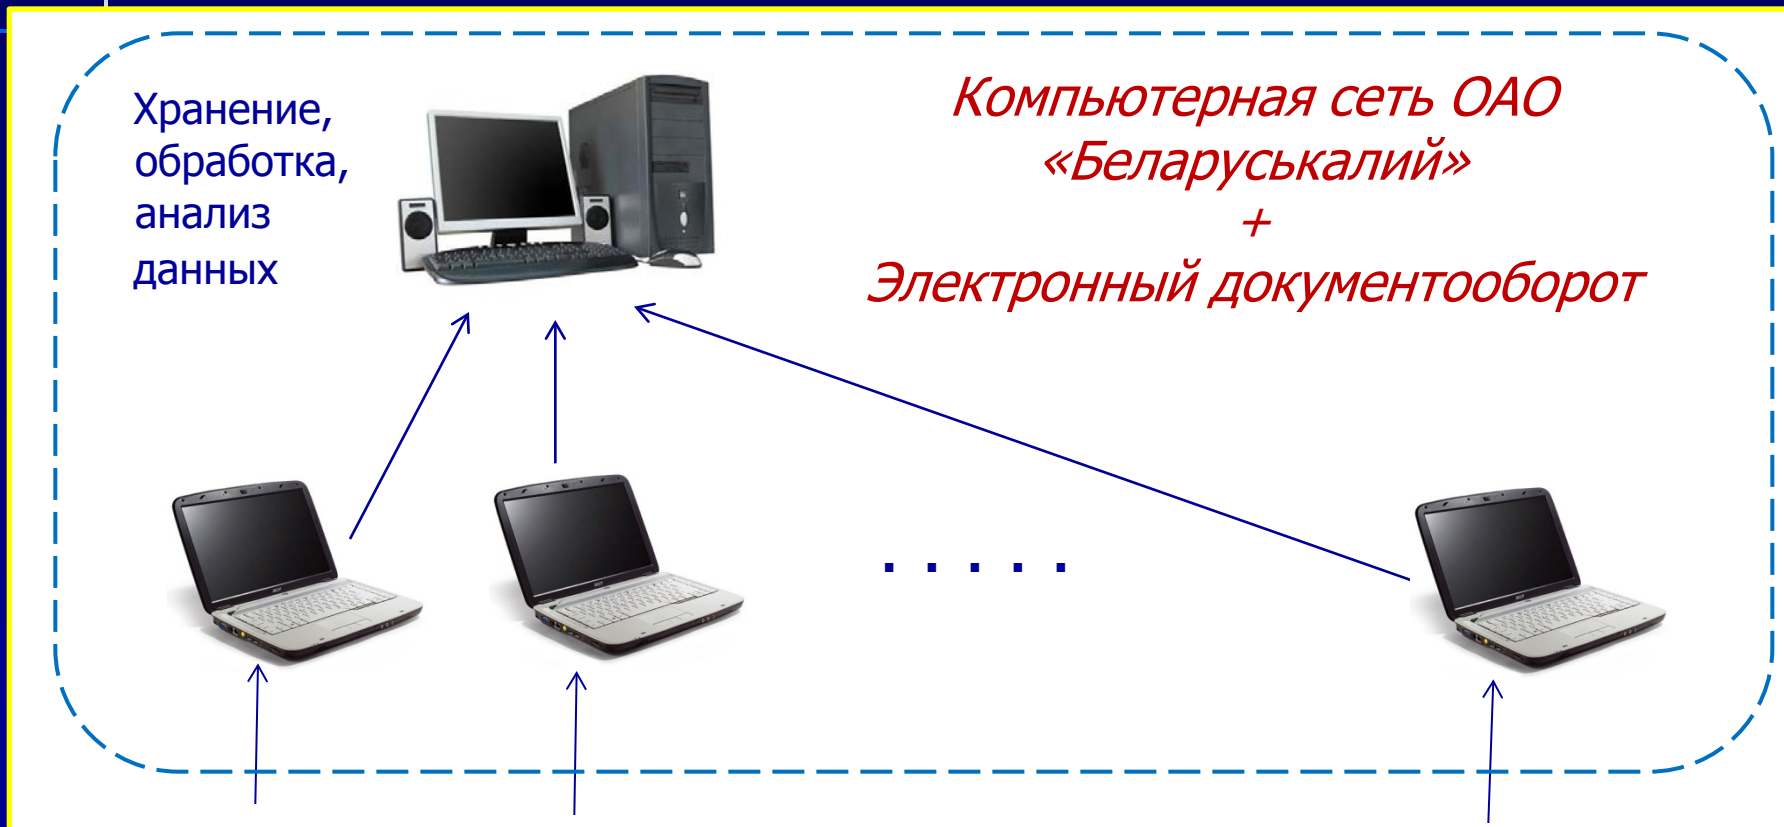 Хранение,
обработка,
анализ
данных
Компьютерная сеть ОАО
«Беларуськалий»
+
Электронный документооборот
. . . . .